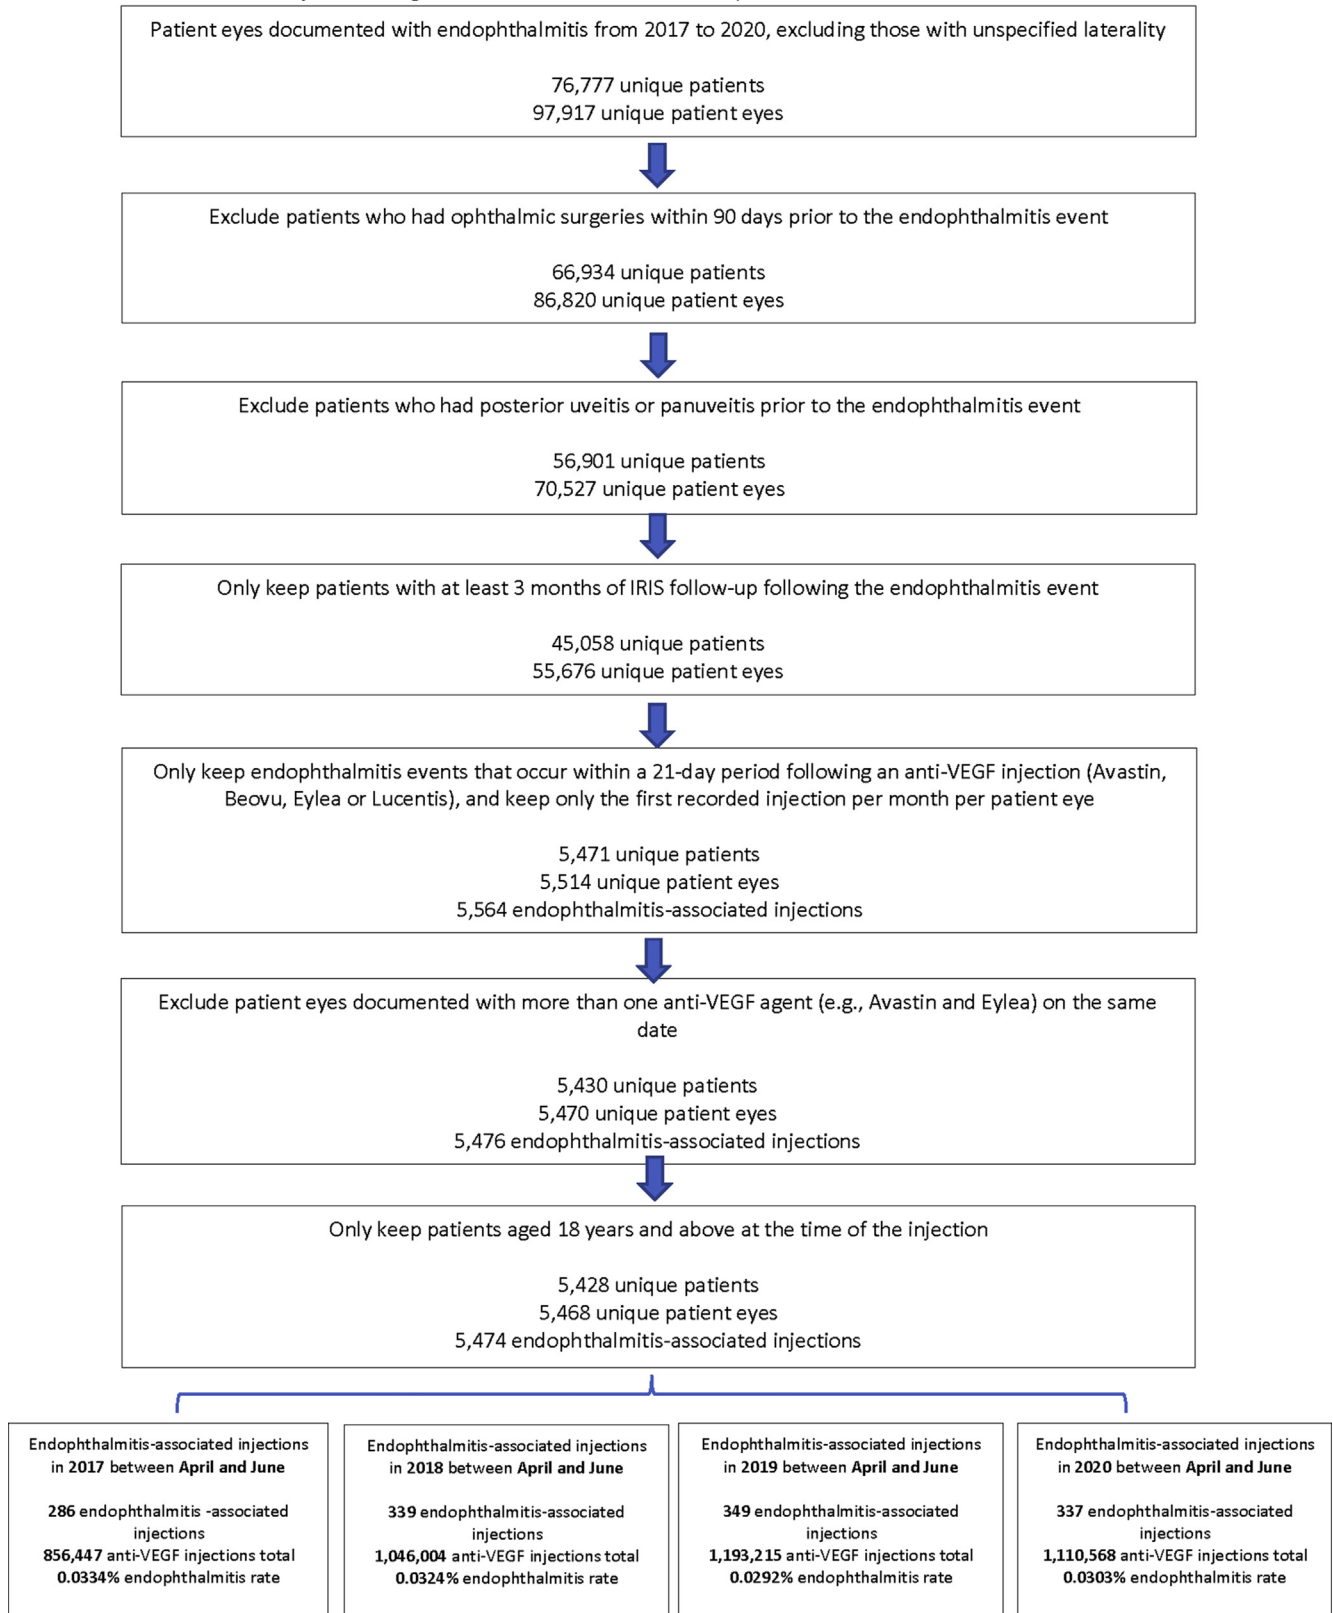 Patient eyes documented with endophthalmitis from 2017 to 2020, excluding those with unspecified laterality
76,777 unique patients
97,917 unique patient eyes
Exclude patients who had ophthalmic surgeries within 90 days prior to the endophthalmitis event
66,934 unique patients
86,820 unique patient eyes
Exclude patients who had posterior uveitis or panuveitis prior to the endophthalmitis event
56,901 unique patients
70,527 unique patient eyes
Only keep patients with at least 3 months of IRIS follow-up following the endophthalmitis event
45,058 unique patients
55,676 unique patient eyes
Only keep endophthalmitis events that occur within a 21-day period following an anti-VEGF injection (Avastin,
Beovu, Eylea or Lucentis), and keep only the first recorded injection per month per patient eye
5,471 unique patients
5,514 unique patient eyes
5,564 endophthalmitis-associated injections
Exclude patient eyes documented with more than one anti-VEGF agent (e.g., Avastin and Eylea) on the same
date
5,430 unique patients
5,470 unique patient eyes
5,476 endophthalmitis-associated injections
Only keep patients aged 18 years and above at the time of the injection
5,428 unique patients
5,468 unique patient eyes
5,474 endophthalmitis-associated injections
Endophthalmitis-associated injections
in 2017 between April and June
286 endophthalmitis -associated
injections
856,447 anti-VEGF injections total
0.0334% endophthalmitis rate
Endophthalmitis-associated injections
in 2018 between April and June
339 endophthalmitis-associated
injections
1,046,004 anti-VEGF injections total
0.0324% endophthalmitis rate
Endophthalmitis-associated injections
in 2019 between April and June
349 endophthalmitis-associated
injections
1,193,215 anti-VEGF injections total
0.0292% endophthalmitis rate
Endophthalmitis-associated injections
in 2020 between April and June
337 endophthalmitis-associated
injections
1,110,568 anti-VEGF injections total
0.0303% endophthalmitis rate